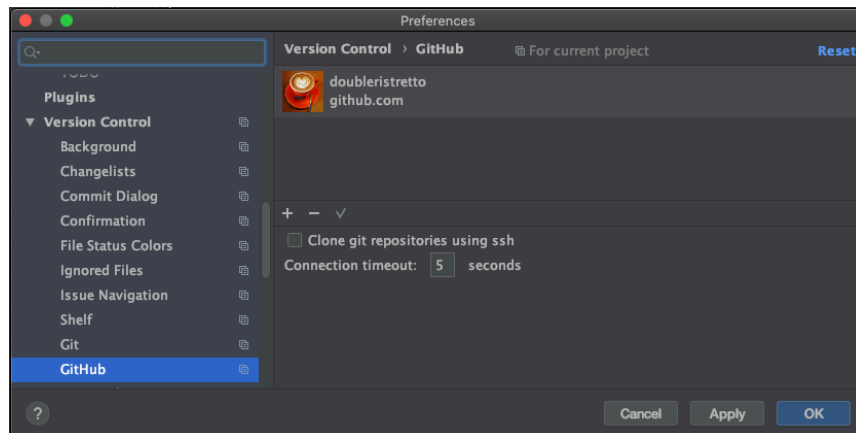 Preferences
Version Control › GitHub For current project Reset
doubleristretto
github.com
Plugins
Version Control
Background
Changelists
Commit Dialog
Confirmation
File Status Colors
Ignored Files
Issue Navigation
Shelf
Git
GitHub
+ − ✓
Clone git repositories using ssh
Connection timeout: 5 seconds
? Cancel Apply OK